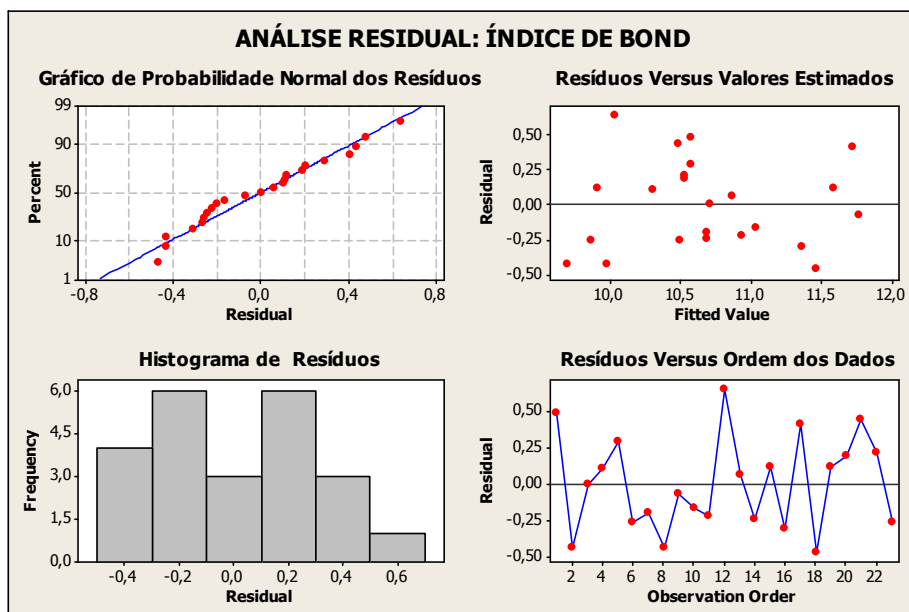 ANÁLISE RESIDUAL: ÍNDICE DE BOND
Gráfico de Probabilidade Normal dos Resíduos
99
90
50
10
1
Percent
-0,8 -0,4 0,0 0,4 0,8
Residual
Resíduos Versus Valores Estimados
0,50
0,25
0,00
-0,25
-0,50
Residual
10,0 10,5 11,0 11,5 12,0
Fitted Value
Histograma de Resíduos
6,0
4,5
3,0
1,5
0,0
Frequency
-0,4 -0,2 0,0 0,2 0,4 0,6
Residual
Resíduos Versus Ordem dos Dados
0,50
0,25
0,00
-0,25
-0,50
Residual
2 4 6 8 10 12 14 16 18 20 22
Observation Order